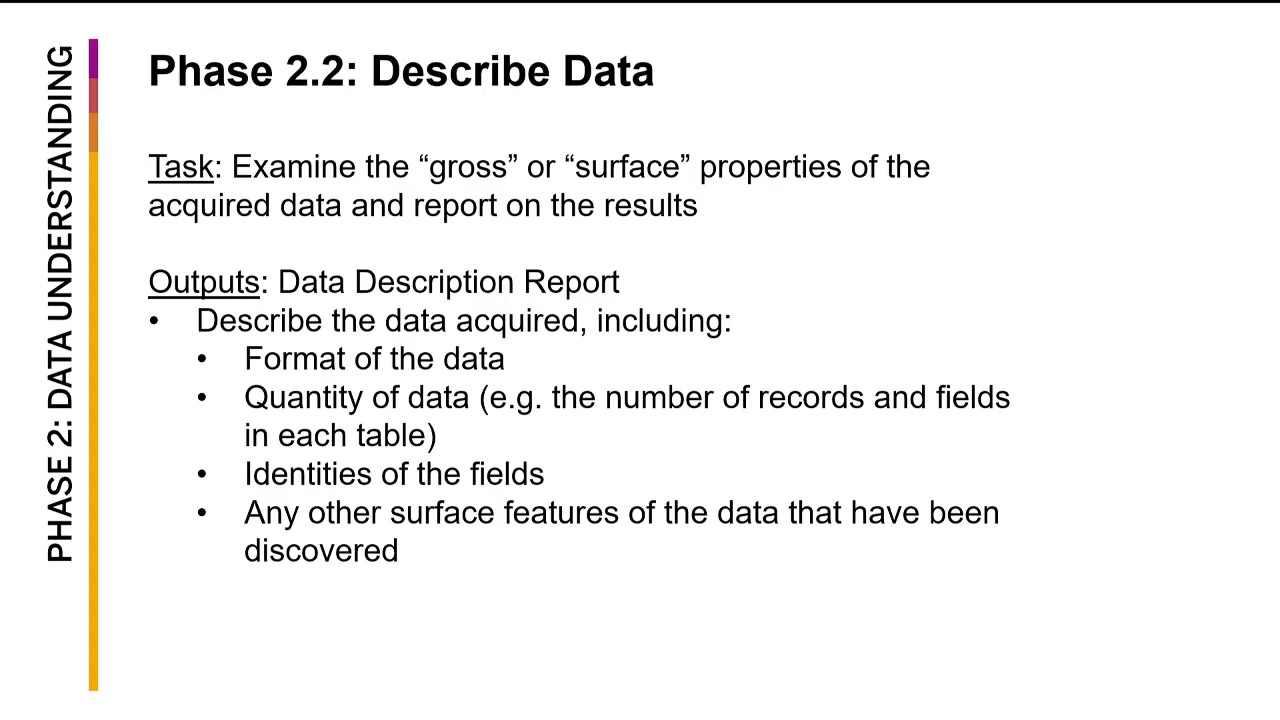 PHASE 2: DATA UNDERSTANDING
Phase 2.2: Describe Data
Task: Examine the “gross” or “surface” properties of the
acquired data and report on the results
Outputs: Data Description Report
• Describe the data acquired, including:
• Format of the data
• Quantity of data (e.g. the number of records and fields
in each table)
• Identities of the fields
• Any other surface features of the data that have been
discovered